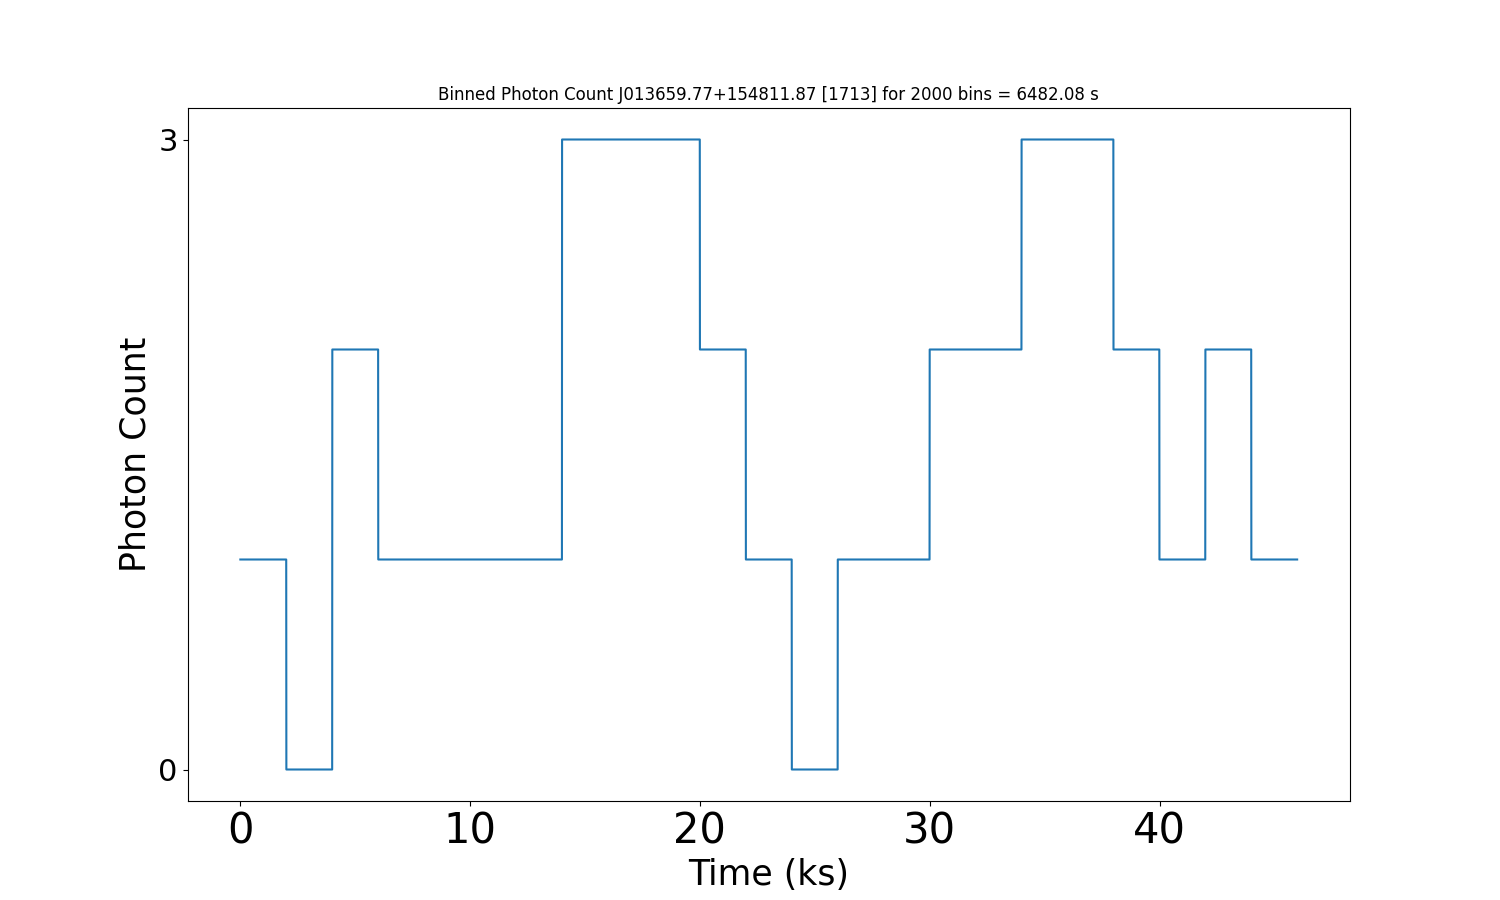 Binned Photon Count J013659.77+154811.87 [1713] for 2000 bins = 6482.08 s
3
Photon Count
0
0 10 20 30 40
Time (ks)